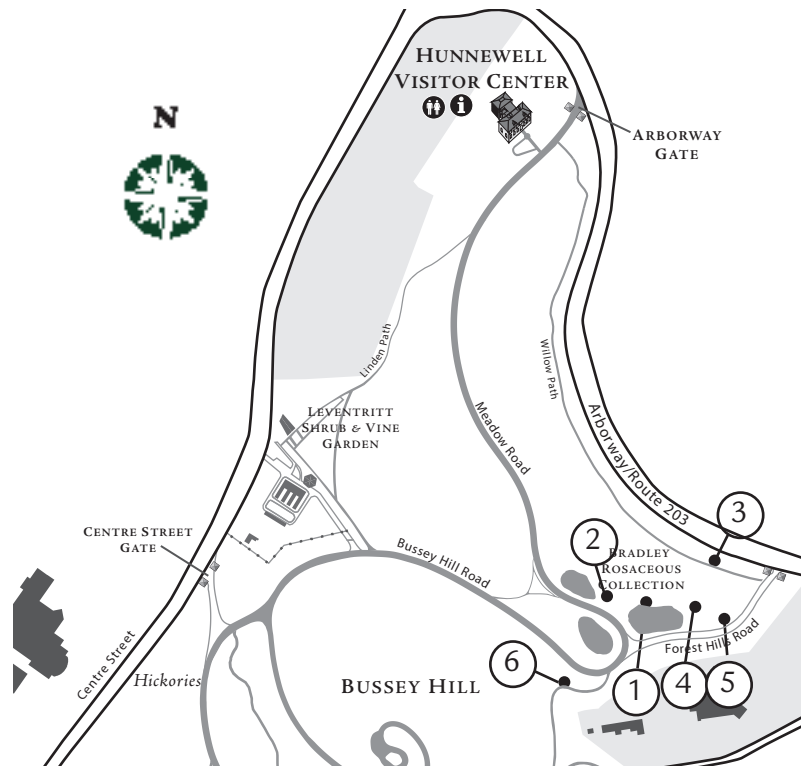 N
HUNNEWELL
VISITOR CENTER
ARBORWAY
GATE
Linden Path
Willow Path
LEVENTRITT
SHRUB & VINE
GARDEN
Meadow Road
Arborway/Route 203
CENTRE STREET
GATE
Bussey Hill Road
3
2
BRADLEY
ROSACEOUS
COLLECTION
Forest Hills Road
Centre Street
Hickories
BUSSEY HILL
6
1
4
5